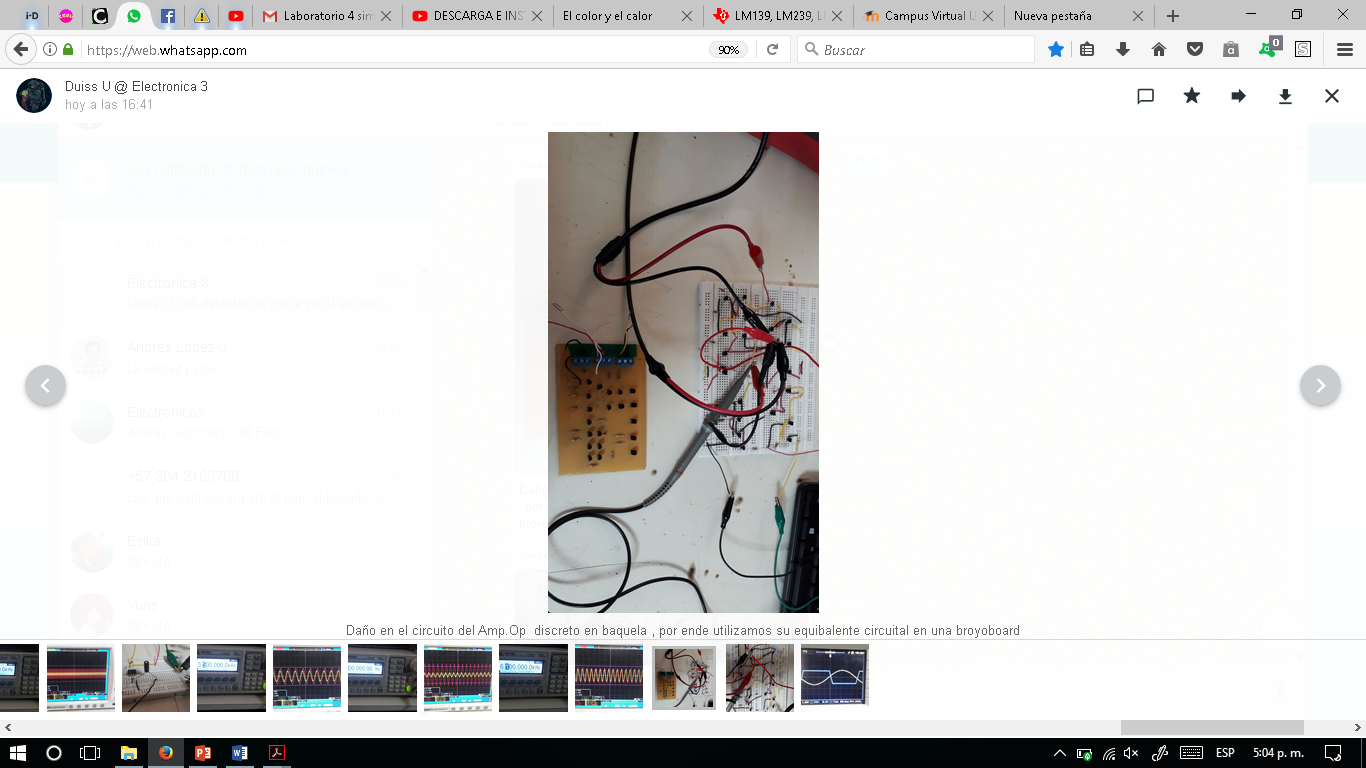 i-D
Laboratorio 4 sim
DESCARGA E INS
El color y el calor
LM139, LM239, L
Campus Virtual
Nueva pestaña
https://web.whatsapp.com
90%
Buscar
0
Duiss U @ Electronica 3
hoy a las 16:41
Electronica 3
Andrés López U
Electronicos
+57 304 2169708
Yuris
Daño en el circuito del Amp.Op discreto en baquela , por ende utilizamos su equibalente circuital en una broyoboard
ESP
5:04 p. m.